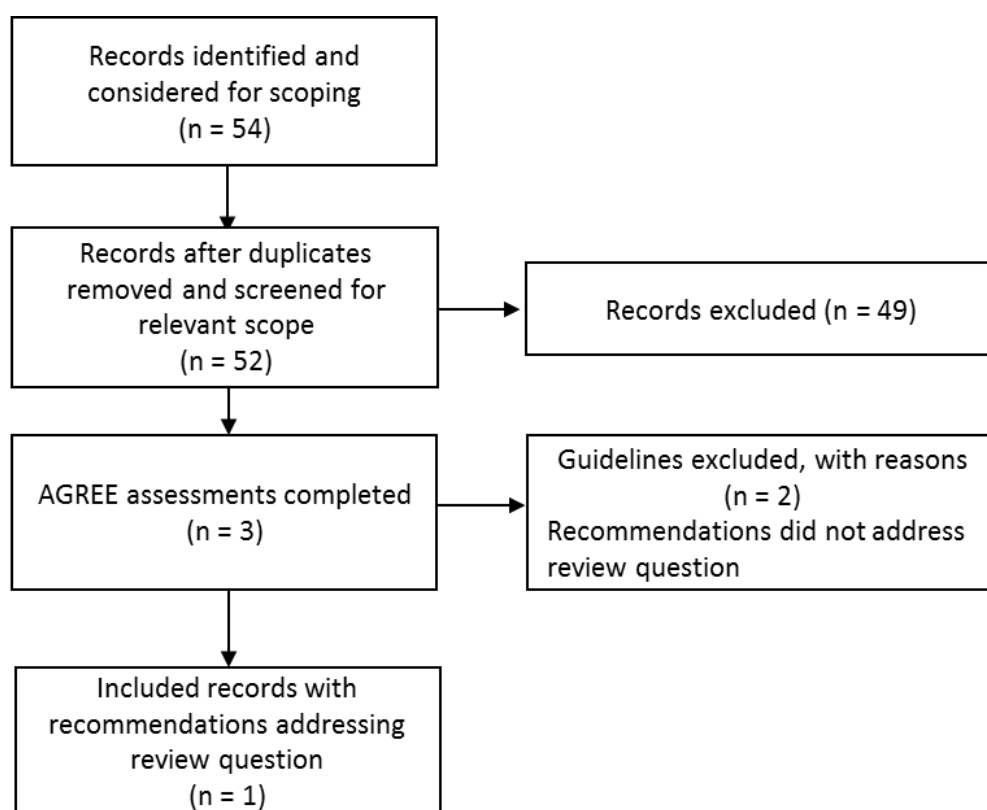 Records identified and
considered for scoping
(n = 54)
Records after duplicates
removed and screened for
relevant scope
(n = 52)
Records excluded (n = 49)
AGREE assessments completed
(n = 3)
Guidelines excluded, with reasons
(n = 2)
Recommendations did not address
review question
Included records with
recommendations addressing
review question
(n = 1)